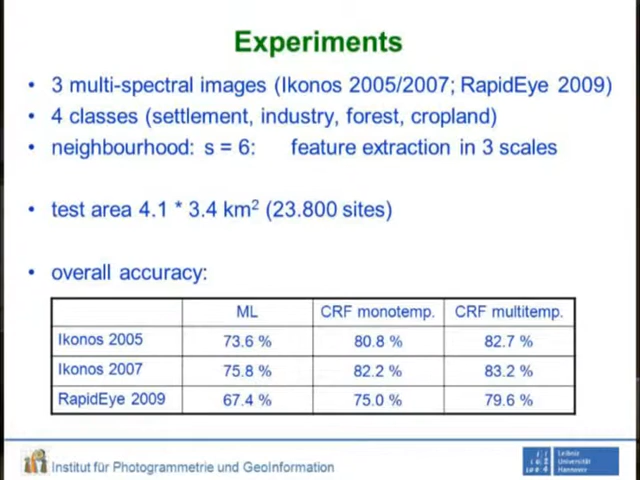 Experiments
• 3 multi-spectral images (Ikonos 2005/2007; RapidEye 2009)
• 4 classes (settlement, industry, forest, cropland)
• neighbourhood: s = 6: feature extraction in 3 scales
• test area 4.1 * 3.4 km² (23.800 sites)
• overall accuracy:
ML CRF monotemp. CRF multitemp.
Ikonos 2005 73.6 % 80.8 % 82.7 %
Ikonos 2007 75.8 % 82.2 % 83.2 %
RapidEye 2009 67.4 % 75.0 % 79.6 %
Institut für Photogrammetrie und GeoInformation
Leibniz
Universität
Hannover